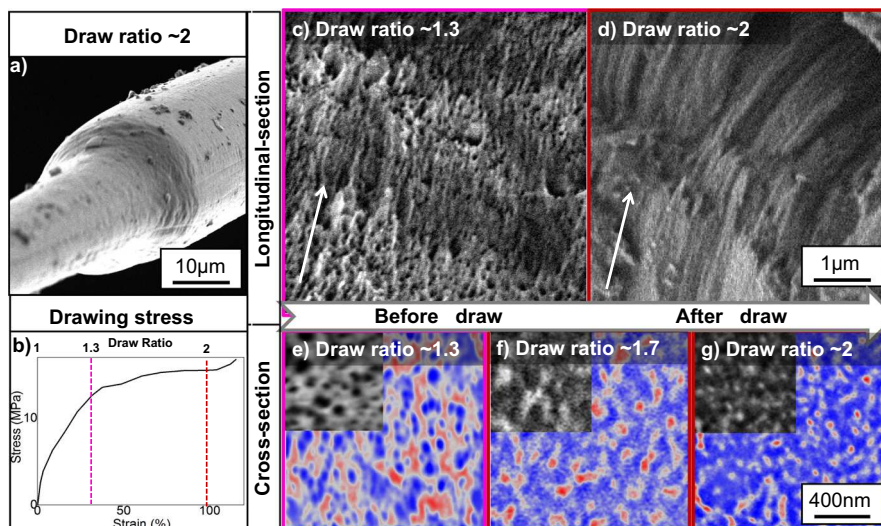 Draw ratio ~2
a)
10µm
Drawing stress
b)
1
1.3
Draw Ratio
2
10
0
Stress (MPa)
0
50
100
Strain (%)
Longitudinal-section
Cross-section
c) Draw ratio ~1.3
d) Draw ratio ~2
1µm
Before draw
After draw
e) Draw ratio ~1.3
f) Draw ratio ~1.7
g) Draw ratio ~2
400nm